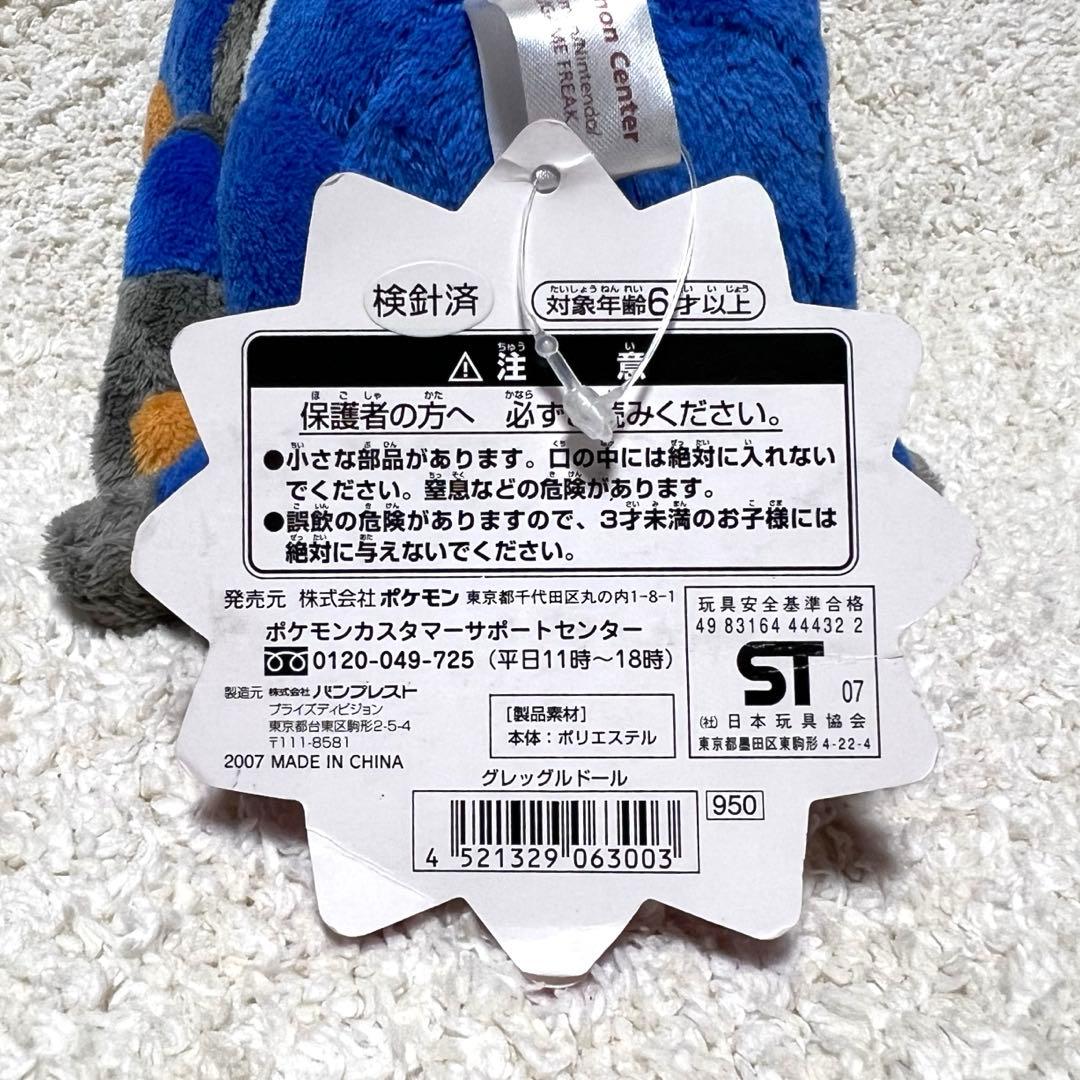 Center
Nintendo
FREAK
検針済
たいしょうねんれい
対象年齢6才以上
ちゅう い
注 意
ほごしゃ かた かなら
保護者の方へ 必ずお読みください。
ちい ぶひん くち なか ぜったい い
●小さな部品があります。口の中には絶対に入れない
ちっそく きけん
でください。窒息などの危険があります。
ごいん きけん さいみまん こさま
●誤飲の危険がありますので、3才未満のお子様には
ぜったい あた
絶対に与えないでください。
発売元 株式会社 ポケモン 東京都千代田区丸の内1-8-1
ポケモンカスタマーサポートセンター
0120-049-725(平日11時～18時)
製造元 株式会社 バンプレスト
プライズディビジョン
東京都台東区駒形2-5-4
〒111-8581
2007 MADE IN CHINA
[製品素材]
本体:ポリエステル
玩具安全基準合格
49 83164 44432 2
ST 07
(社)日本玩具協会
東京都墨田区東駒形4-22-4
グレッグルドール
950
4 521329 063003